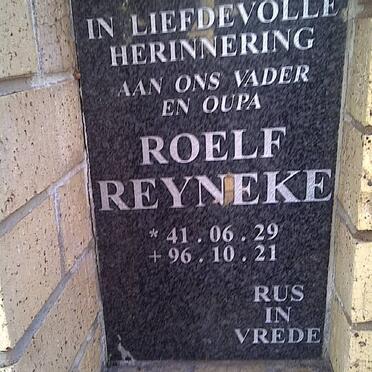 IN LIEFDEVOLLE
HERINNERING
AAN ONS VADER
EN OUPA
ROELF
REYNEKE
* 41.06.29
+ 96.10.21
RUS
IN
VREDE